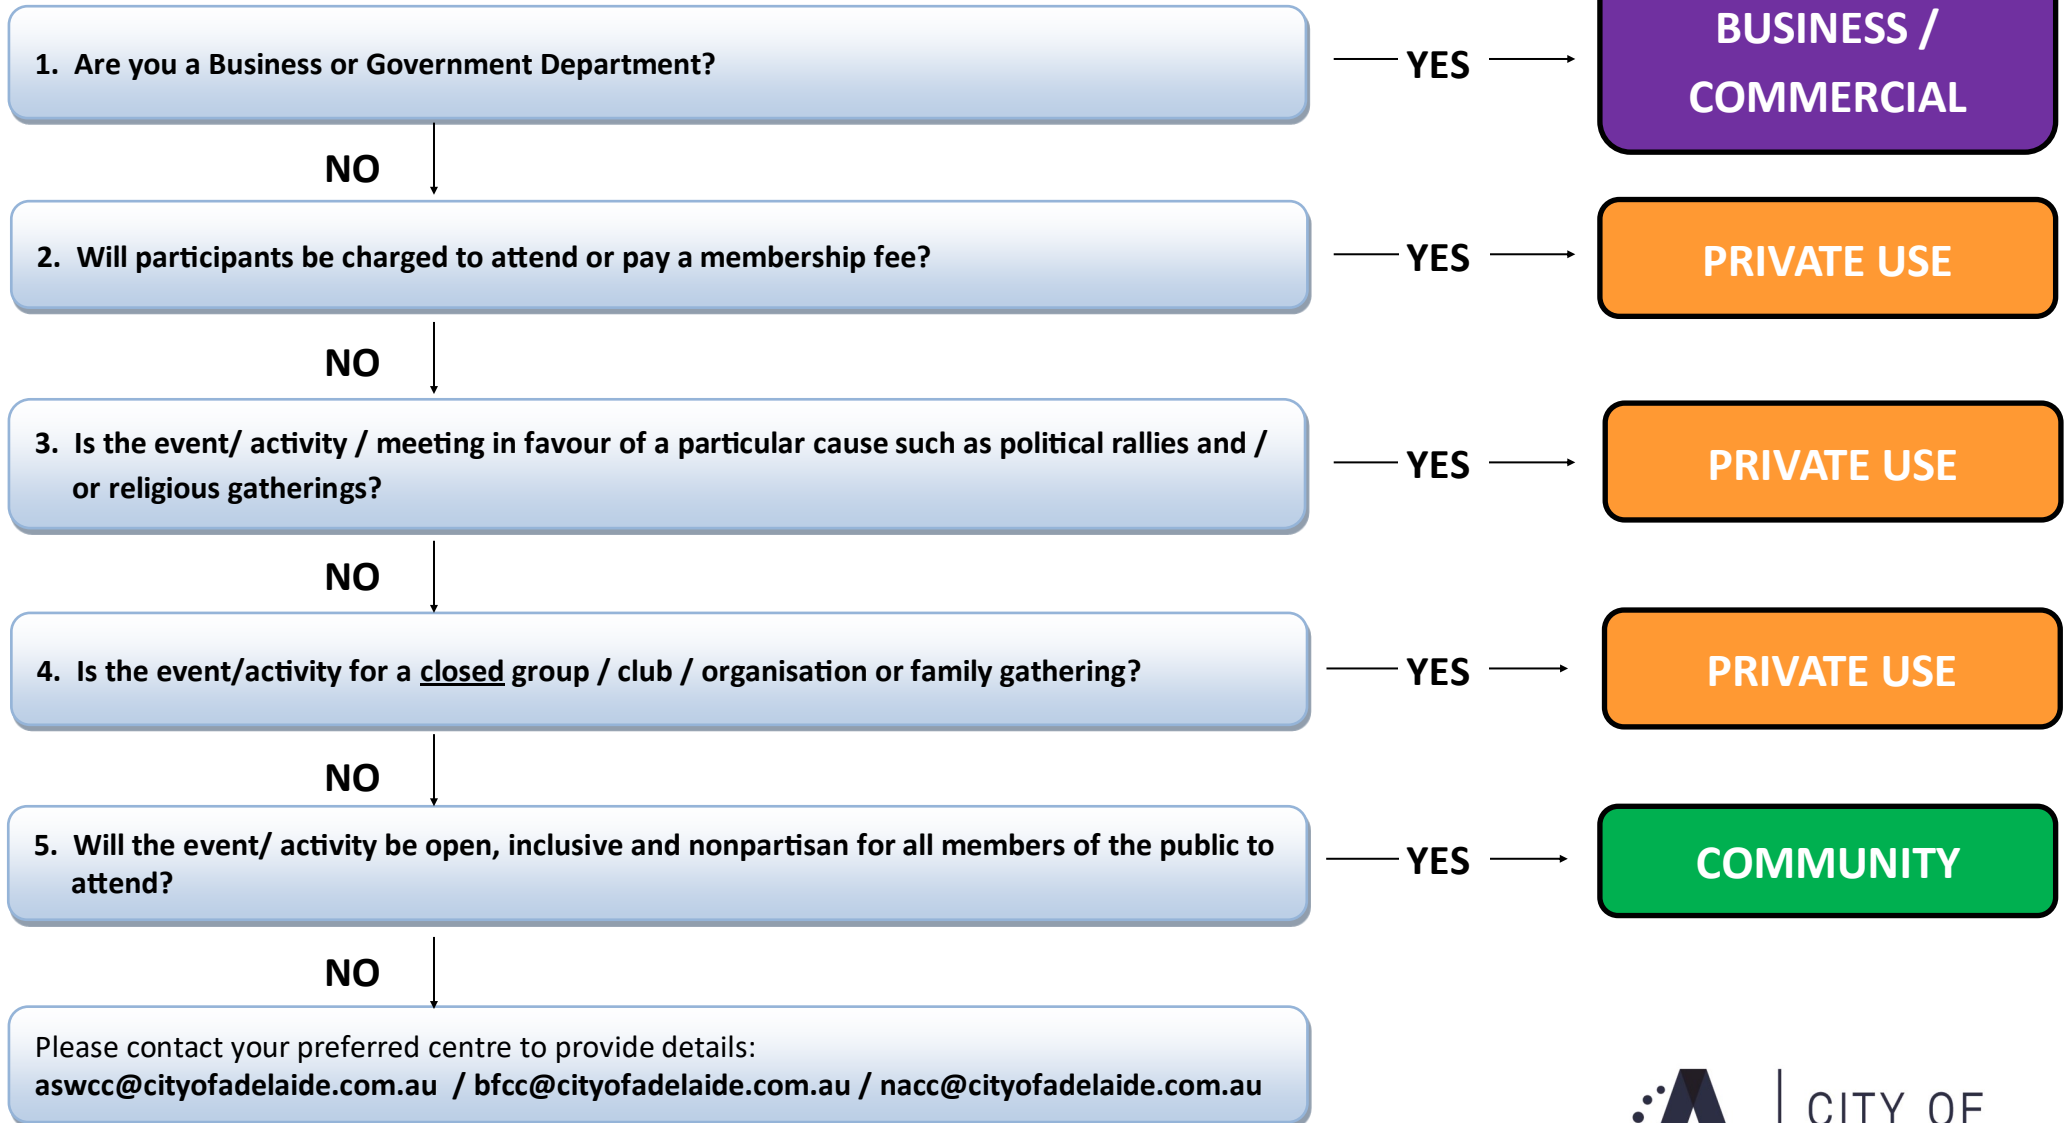 1. Are you a Business or Government Department?
YES
BUSINESS /
COMMERCIAL
NO
2. Will participants be charged to attend or pay a membership fee?
YES
PRIVATE USE
NO
3. Is the event/ activity / meeting in favour of a particular cause such as political rallies and /
or religious gatherings?
YES
PRIVATE USE
NO
4. Is the event/activity for a closed group / club / organisation or family gathering?
YES
PRIVATE USE
NO
5. Will the event/ activity be open, inclusive and nonpartisan for all members of the public to
attend?
YES
COMMUNITY
NO
Please contact your preferred centre to provide details:
aswcc@cityofadelaide.com.au / bfcc@cityofadelaide.com.au / nacc@cityofadelaide.com.au
CITY OF